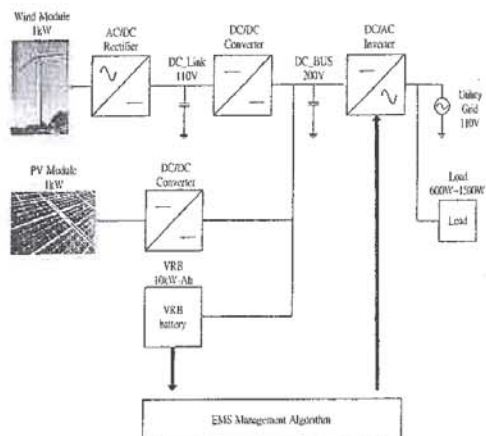 Wind Module
1kW
AC/DC
Rectifier
DC_Link
110V
DC/DC
Converter
DC_BUS
200V
DC/AC
Inverter
Utility
Grid
110V
PV Module
1kW
DC/DC
Converter
Load
600W~1500W
Load
VRB
10kW-Ah
VRB
battery
EMS Management Algorithm